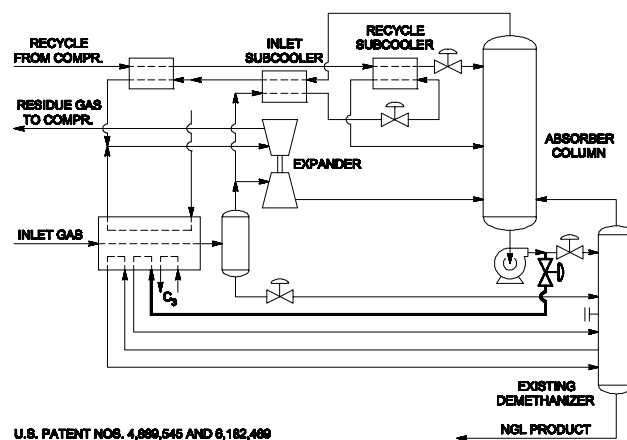 RECYCLE
FROM COMPR.
INLET
SUBCOOLER
RECYCLE
SUBCOOLER
RESIDUE GAS
TO COMPR.
ABSORBER
COLUMN
EXPANDER
INLET GAS
C3
EXISTING
DEMETHANIZER
NGL PRODUCT
U.S. PATENT NOS. 4,889,545 AND 6,182,469